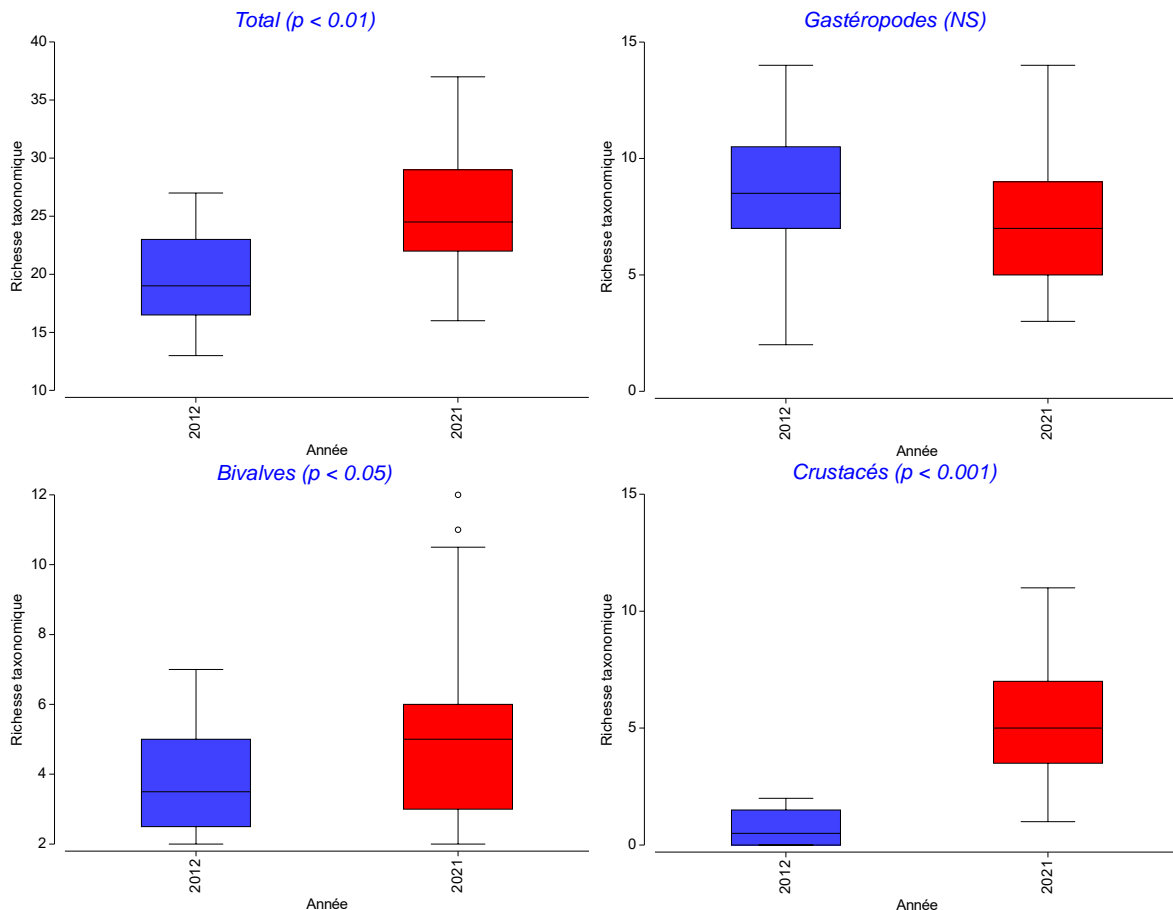 Total (p < 0.01)
Richesse taxonomique
40
35
30
25
20
15
10
2012
2021
Année
Gastéropodes (NS)
Richesse taxonomique
15
10
5
0
2012
2021
Année
Bivalves (p < 0.05)
Richesse taxonomique
12
10
8
6
4
2
2012
2021
Année
Crustacés (p < 0.001)
Richesse taxonomique
15
10
5
0
2012
2021
Année